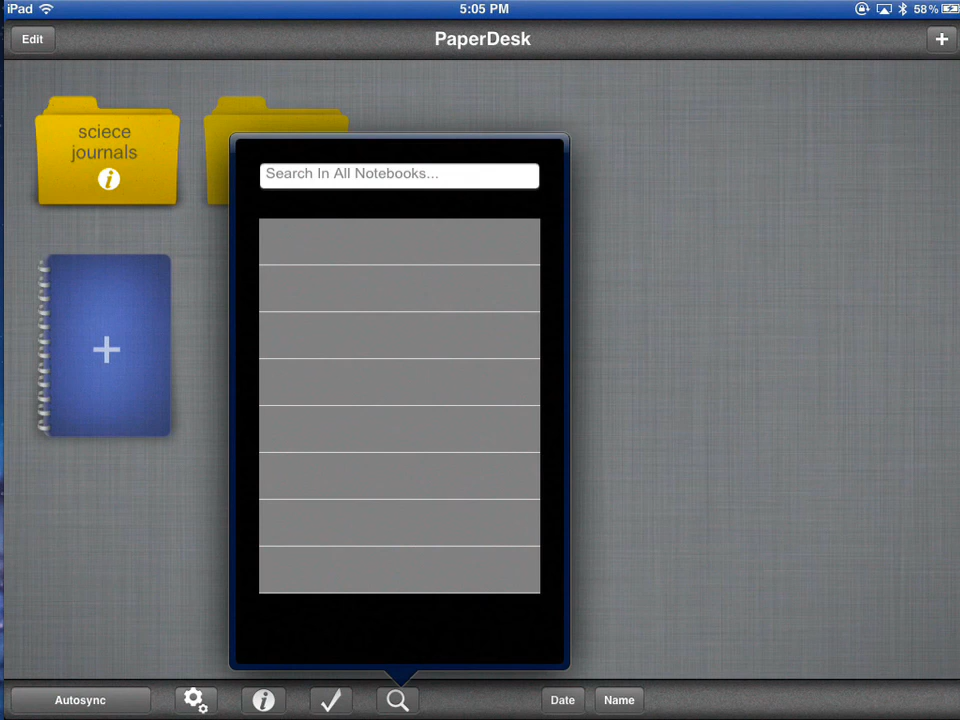 iPad 5:05 PM 58%
Edit PaperDesk +
sciece
journals
i
Search In All Notebooks...
+
Autosync i Date Name